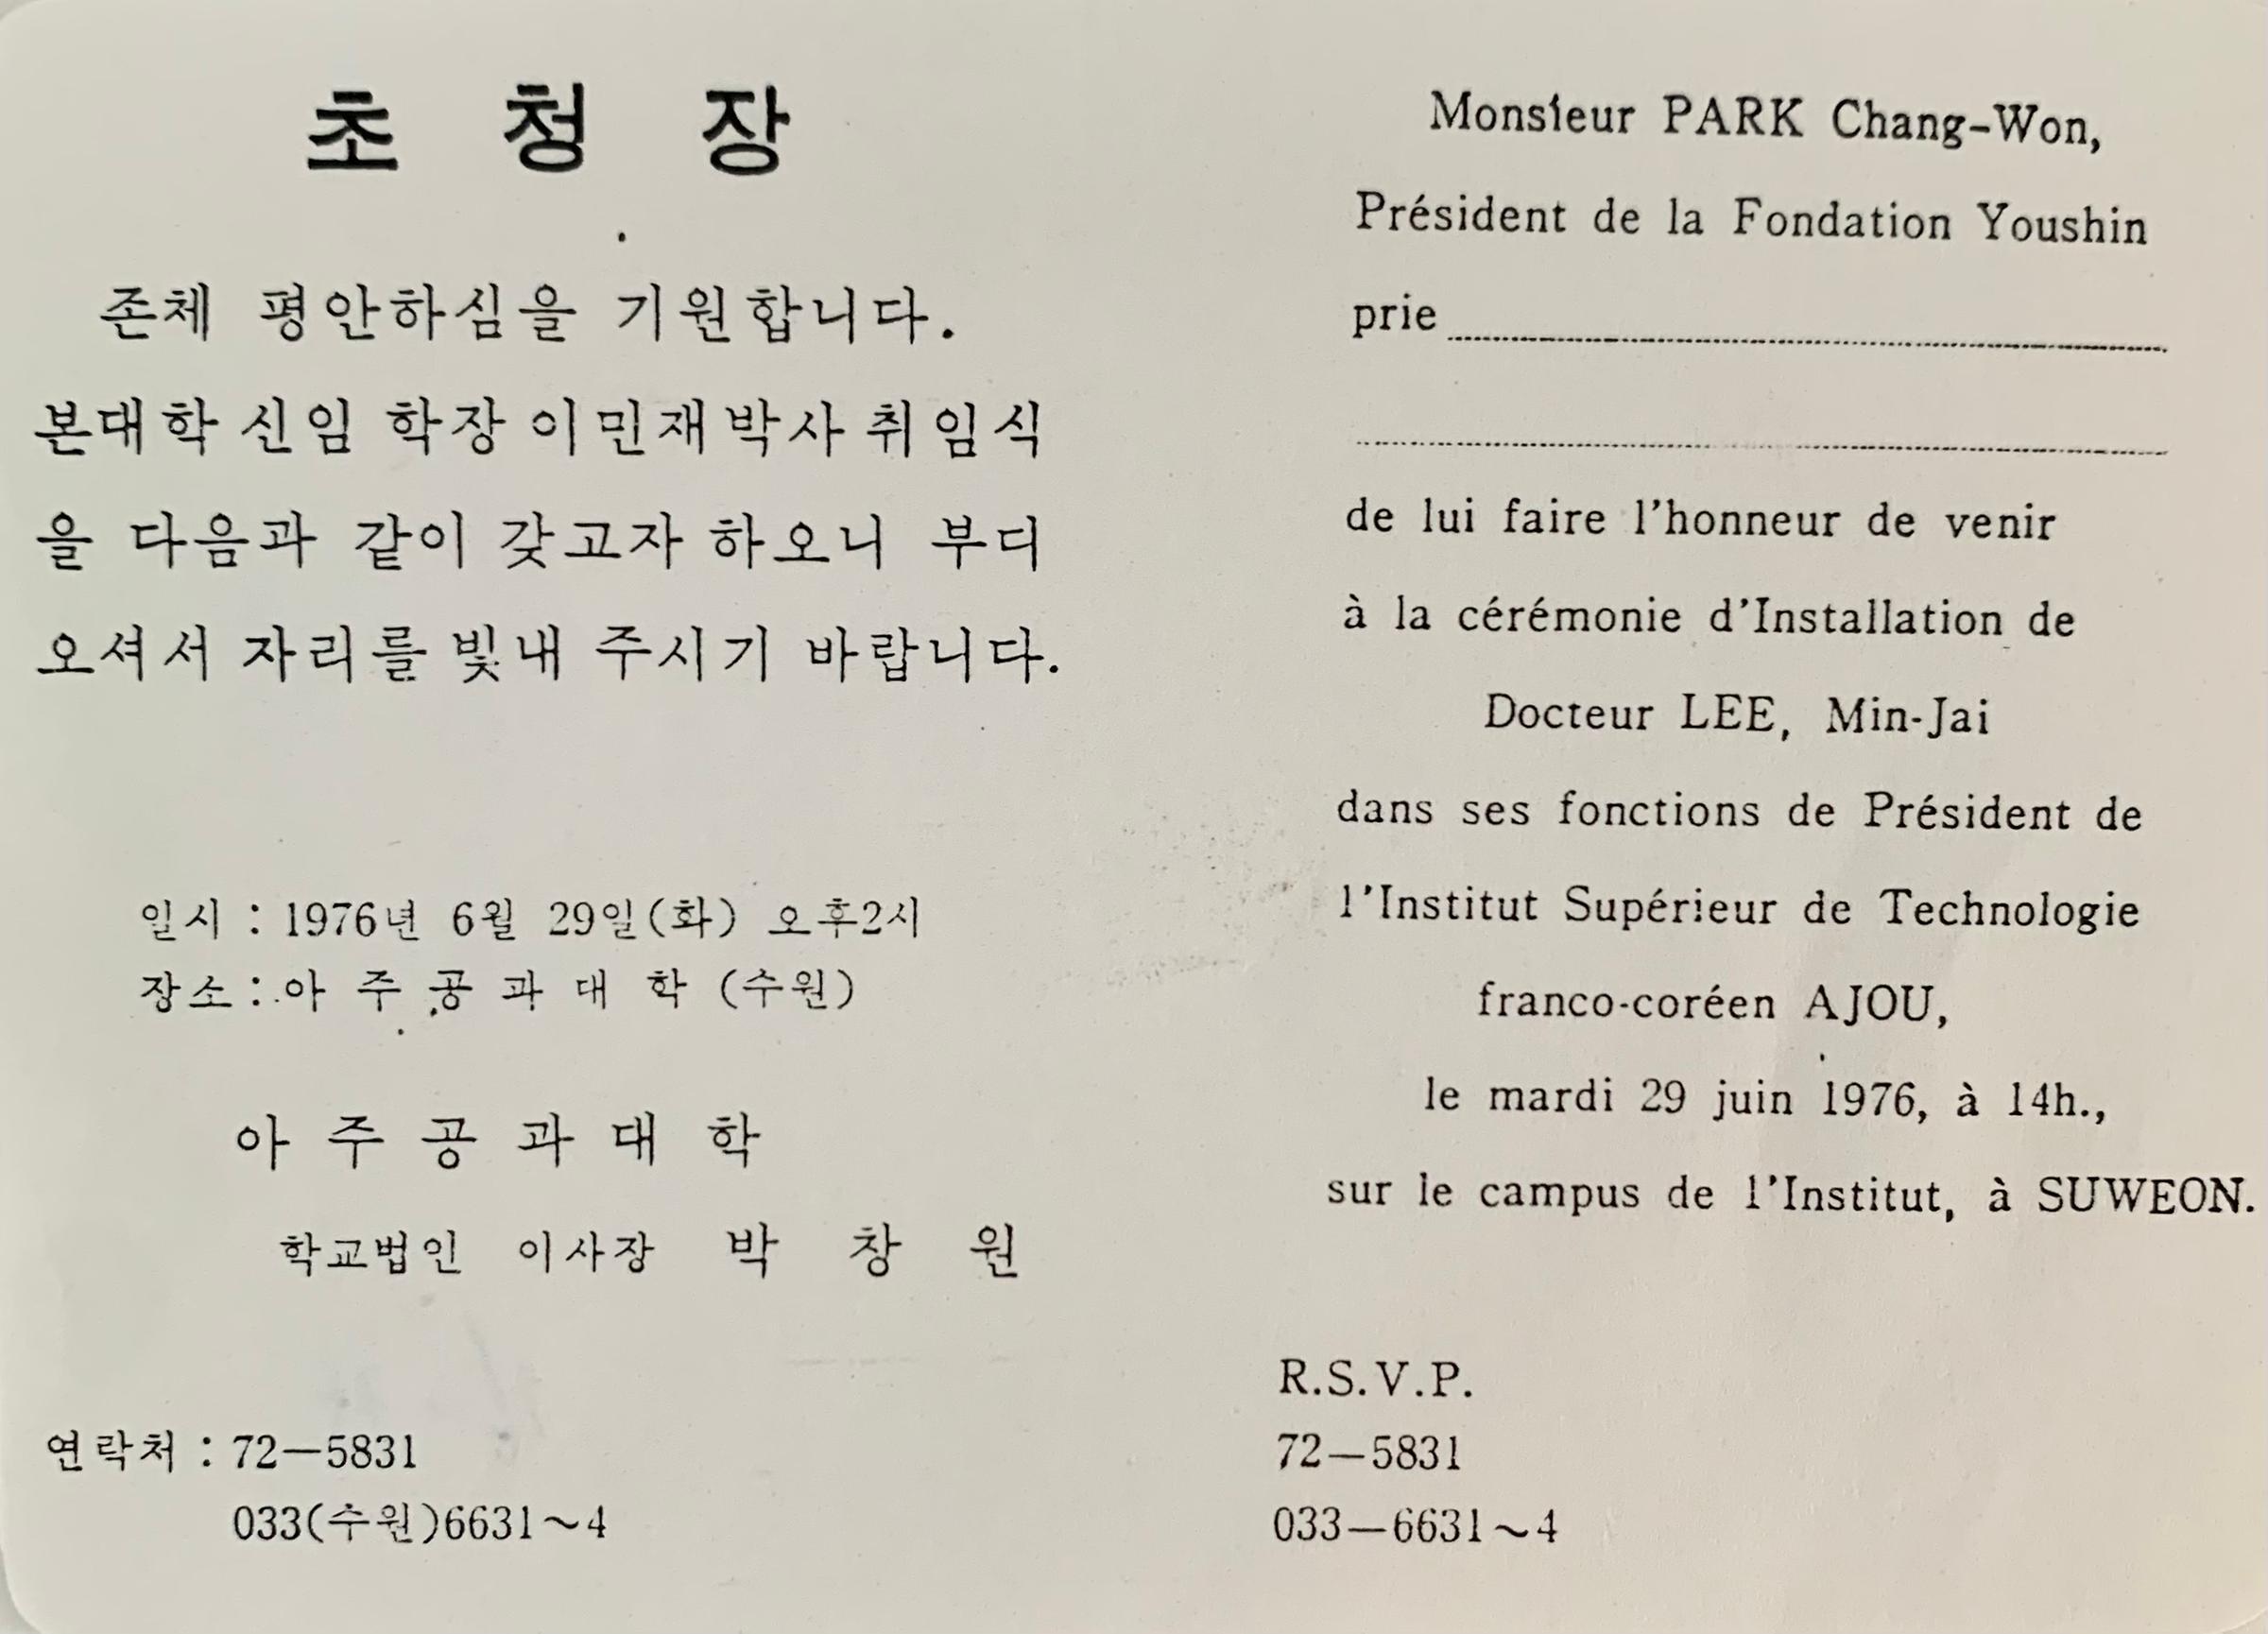 초 청 장
존체 평안하심을 기원합니다.
본대학 신임 학장 이민재박사 취임식
을 다음과 같이 갖고자 하오니 부디
오셔서 자리를 빛내 주시기 바랍니다.
일시 : 1976년 6월 29일(화) 오후2시
장소 : 아 주 공 과 대 학 (수원)
아 주 공 과 대 학
학교법인 이사장 박 창 원
연락처 : 72—5831
033(수원)6631~4
Monsieur PARK Chang-Won,
Président de la Fondation Youshin
prie
de lui faire l'honneur de venir
à la cérémonie d'Installation de
Docteur LEE, Min-Jai
dans ses fonctions de Président de
l'Institut Supérieur de Technologie
franco-coréen AJOU,
le mardi 29 juin 1976, à 14h.,
sur le campus de l'Institut, à SUWEON.
R.S.V.P.
72—5831
033—6631~4